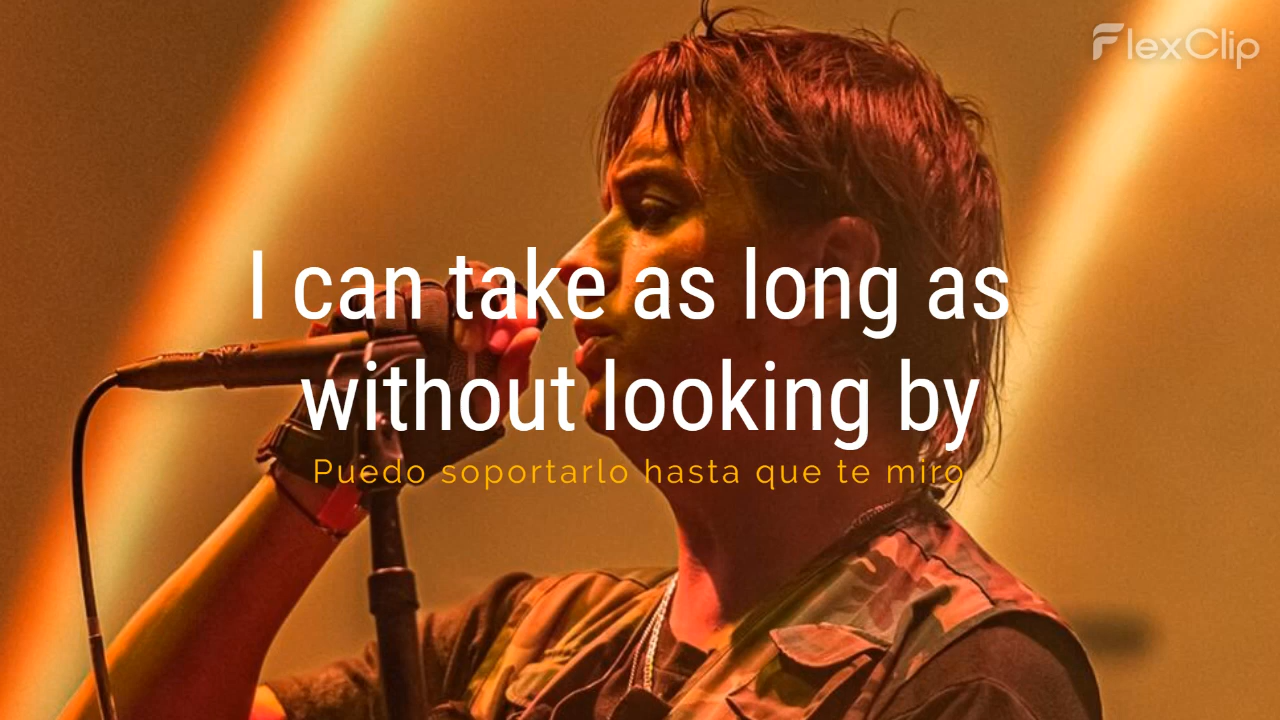 FlexClip
I can take as long as
without looking by
Puedo soportarlo hasta que te miro